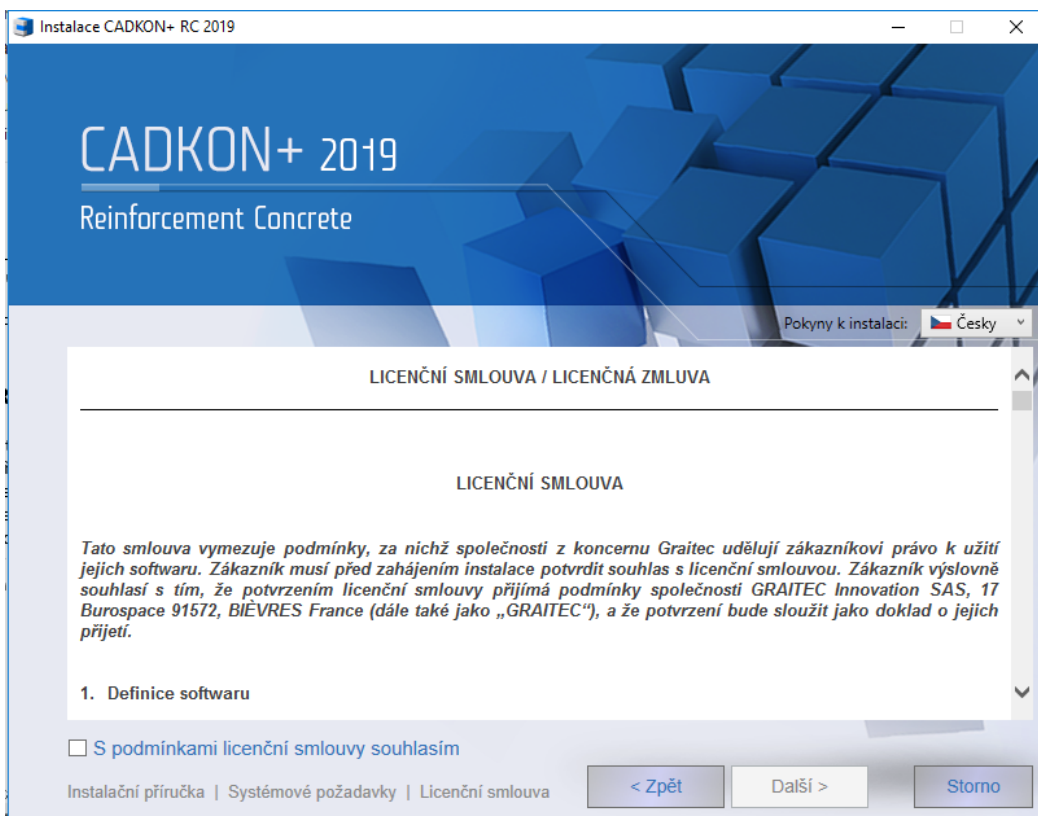 Instalace CADKON+ RC 2019
CADKON+ 2019
Reinforcement Concrete
Pokyny k instalaci: Česky
LICENČNÍ SMLOUVA / LICENČNÁ ZMLUVA
LICENČNÍ SMLOUVA
Tato smlouva vymezuje podmínky, za nichž společnosti z koncernu Graitec udělují zákazníkovi právo k užití
jejich softwaru. Zákazník musí před zahájením instalace potvrdit souhlas s licenční smlouvou. Zákazník výslovně
souhlasí s tím, že potvrzením licenční smlouvy přijímá podmínky společnosti GRAITEC Innovation SAS, 17
Burospace 91572, BIÈVRES France (dále také jako „GRAITEC“), a že potvrzení bude sloužit jako doklad o jejich
přijetí.
1. Definice softwaru
S podmínkami licenční smlouvy souhlasím
Instalační příručka | Systémové požadavky | Licenční smlouva
< Zpět
Další >
Storno